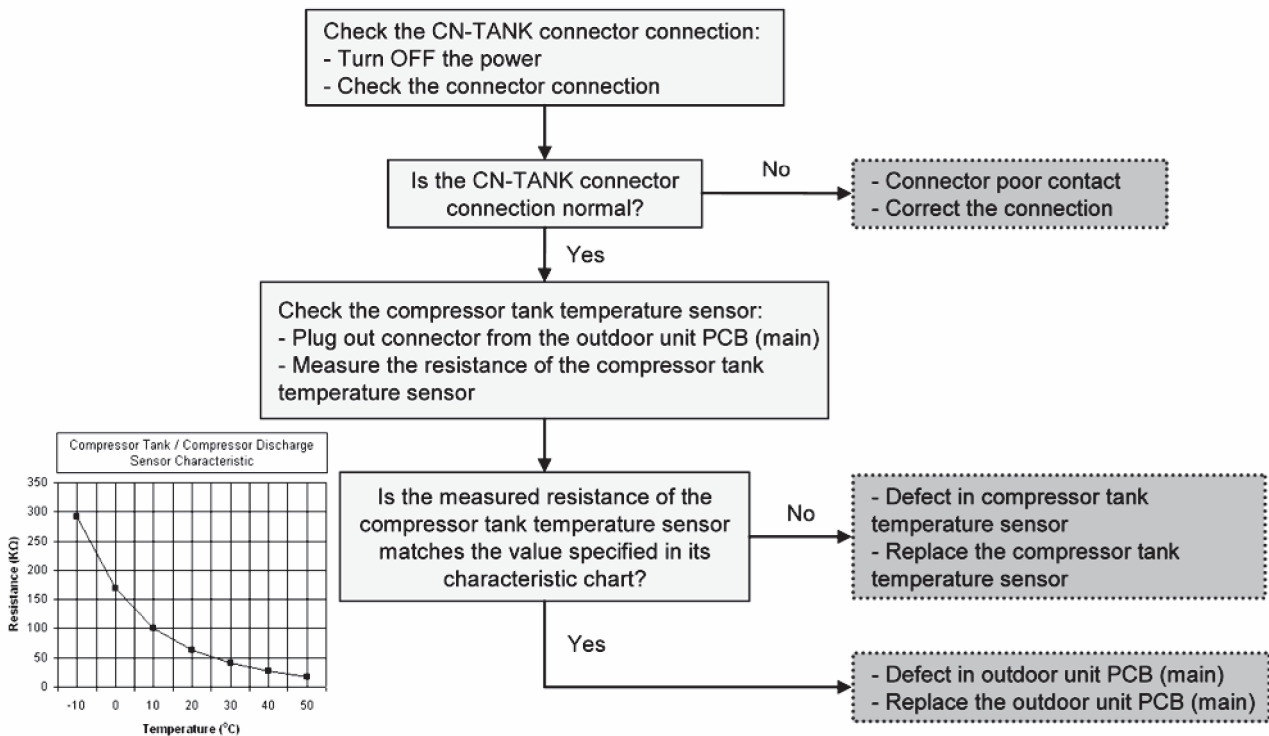 Check the CN-TANK connector connection:
- Turn OFF the power
- Check the connector connection
Is the CN-TANK connector
connection normal?
No
- Connector poor contact
- Correct the connection
Yes
Check the compressor tank temperature sensor:
- Plug out connector from the outdoor unit PCB (main)
- Measure the resistance of the compressor tank
temperature sensor
Compressor Tank / Compressor Discharge
Sensor Characteristic
Resistance (KΩ)
350
300
250
200
150
100
50
0
-10 0 10 20 30 40 50
Temperature (°C)
Is the measured resistance of the
compressor tank temperature sensor
matches the value specified in its
characteristic chart?
No
- Defect in compressor tank
temperature sensor
- Replace the compressor tank
temperature sensor
Yes
- Defect in outdoor unit PCB (main)
- Replace the outdoor unit PCB (main)